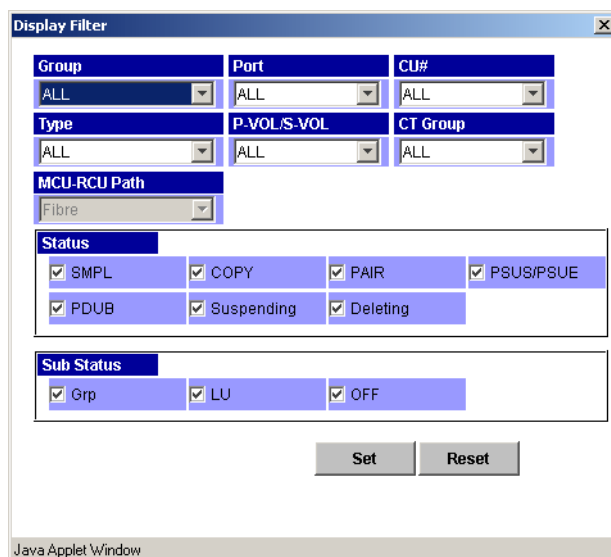 Display Filter
Group Port CU#
ALL ALL ALL
Type P-VOL/S-VOL CT Group
ALL ALL ALL
MCU-RCU Path
Fibre
Status
SMPL COPY PAIR PSUS/PSUE
PDUB Suspending Deleting
Sub Status
Grp LU OFF
Set Reset
Java Applet Window